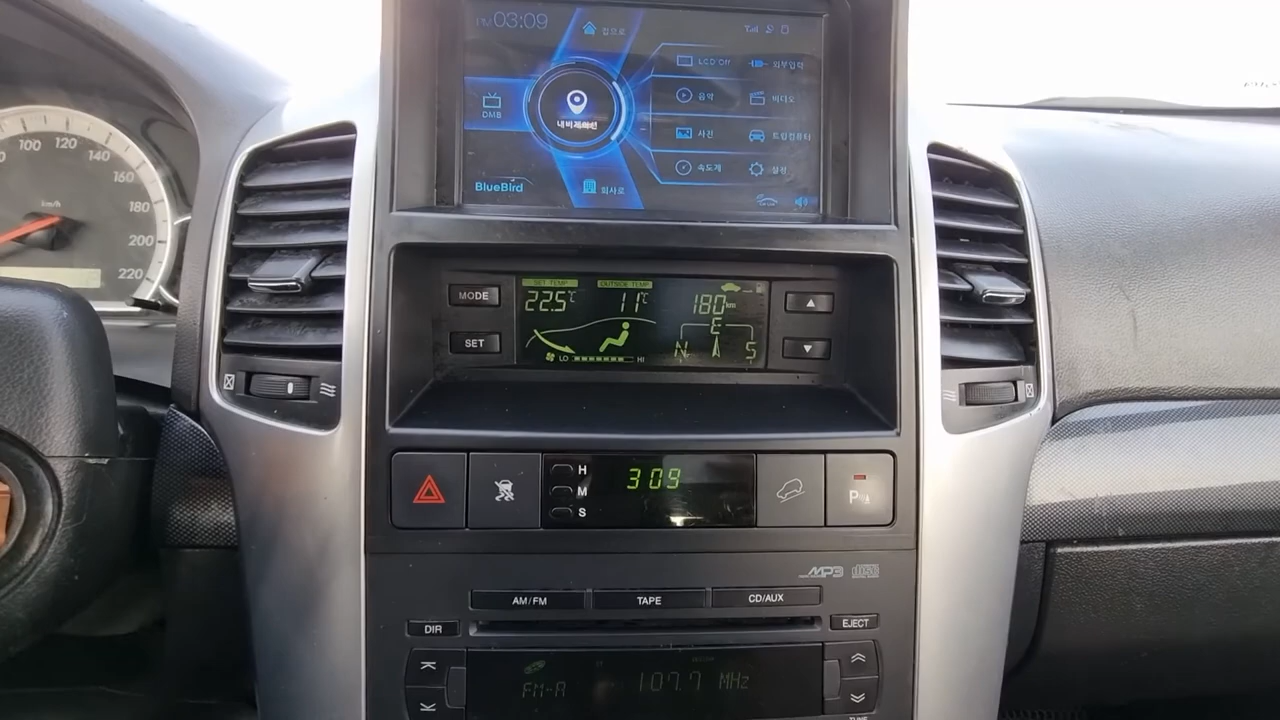 03:09
집으로
LCD Off
외부입력
DMB
음악
비디오
내비게이션
사진
트립컴퓨터
속도계
설정
BlueBird
회사로
100 120 140 160 180 200 220
km/h
MODE
SET
SET TEMP
OUTSIDE TEMP
22.5℃
11℃
180km
E
N
S
LO
HI
H
M
S
3 09
P
MP3
AM/FM
TAPE
CD/AUX
DIR
EJECT
FM-A
107.7 MHz